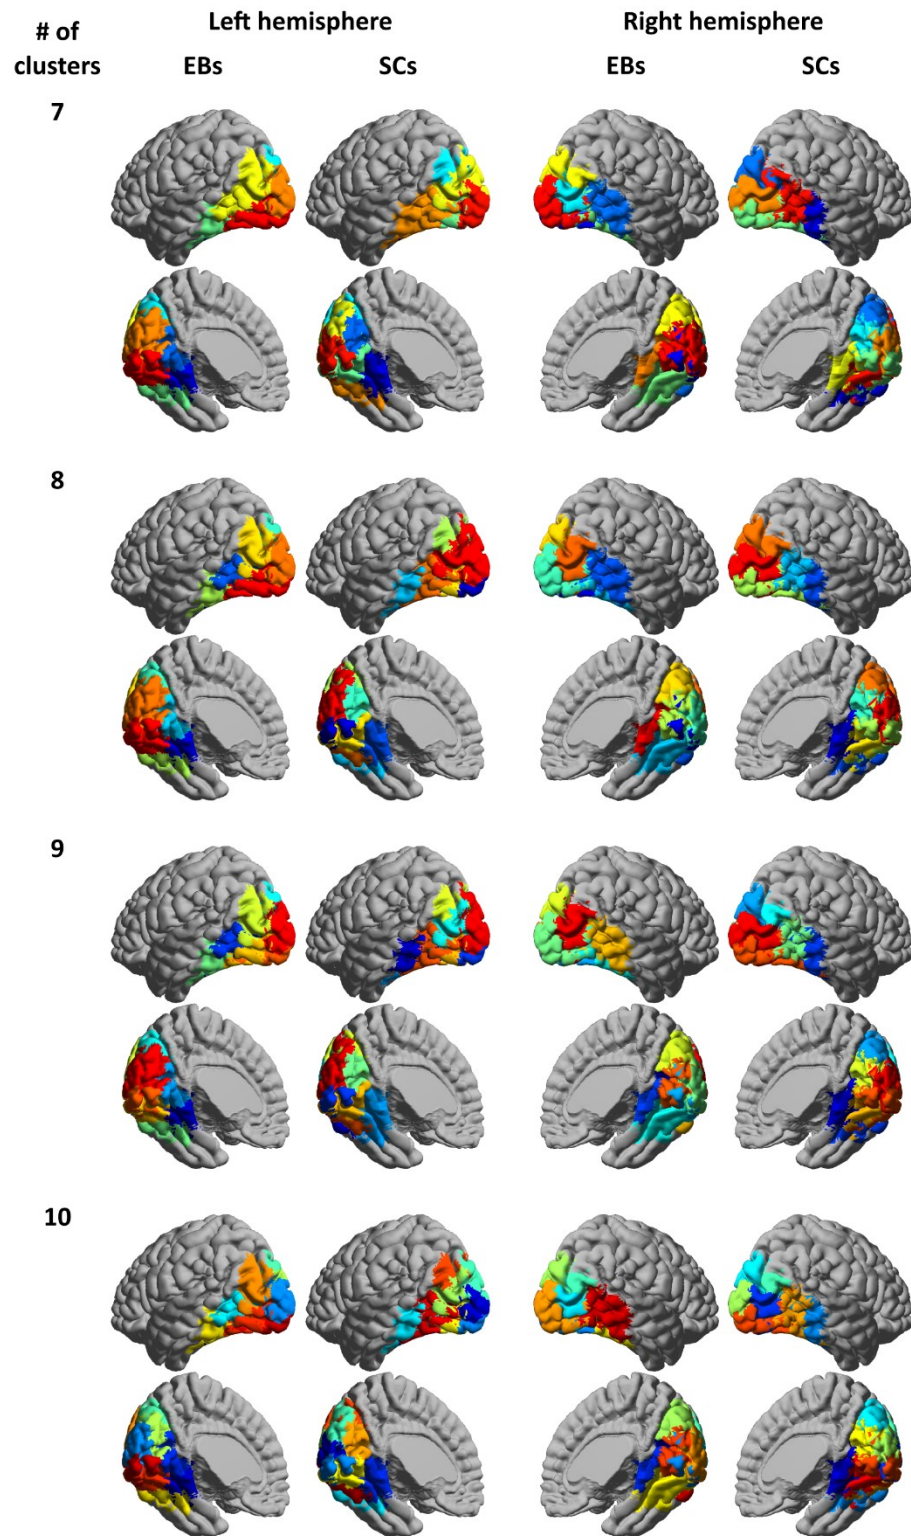 # of
clusters
Left hemisphere
Right hemisphere
EBs
SCs
EBs
SCs
7
8
9
10